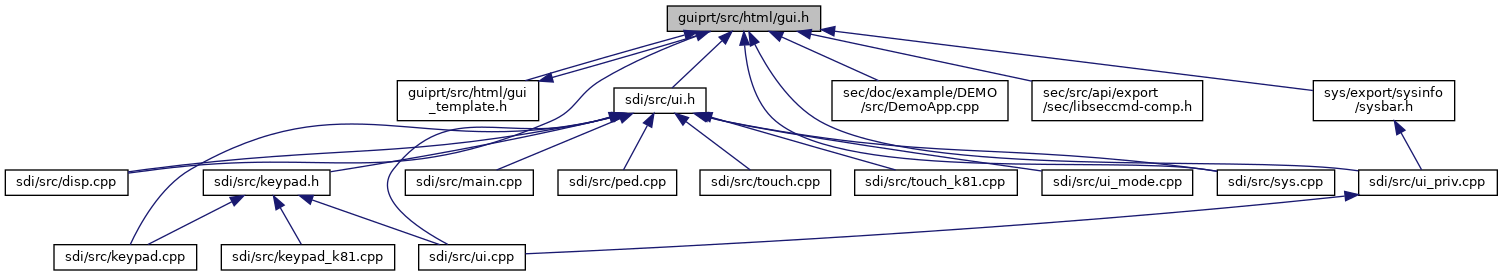 guiprt/src/html/gui.h
guiprt/src/html/gui
_template.h
sdi/src/ui.h
sec/doc/example/DEMO
/src/DemoApp.cpp
sec/src/api/export
/sec/libseccmd-comp.h
sys/export/sysinfo
/sysbar.h
sdi/src/disp.cpp
sdi/src/keypad.h
sdi/src/main.cpp
sdi/src/ped.cpp
sdi/src/touch.cpp
sdi/src/touch_k81.cpp
sdi/src/ui_mode.cpp
sdi/src/sys.cpp
sdi/src/ui_priv.cpp
sdi/src/keypad.cpp
sdi/src/keypad_k81.cpp
sdi/src/ui.cpp